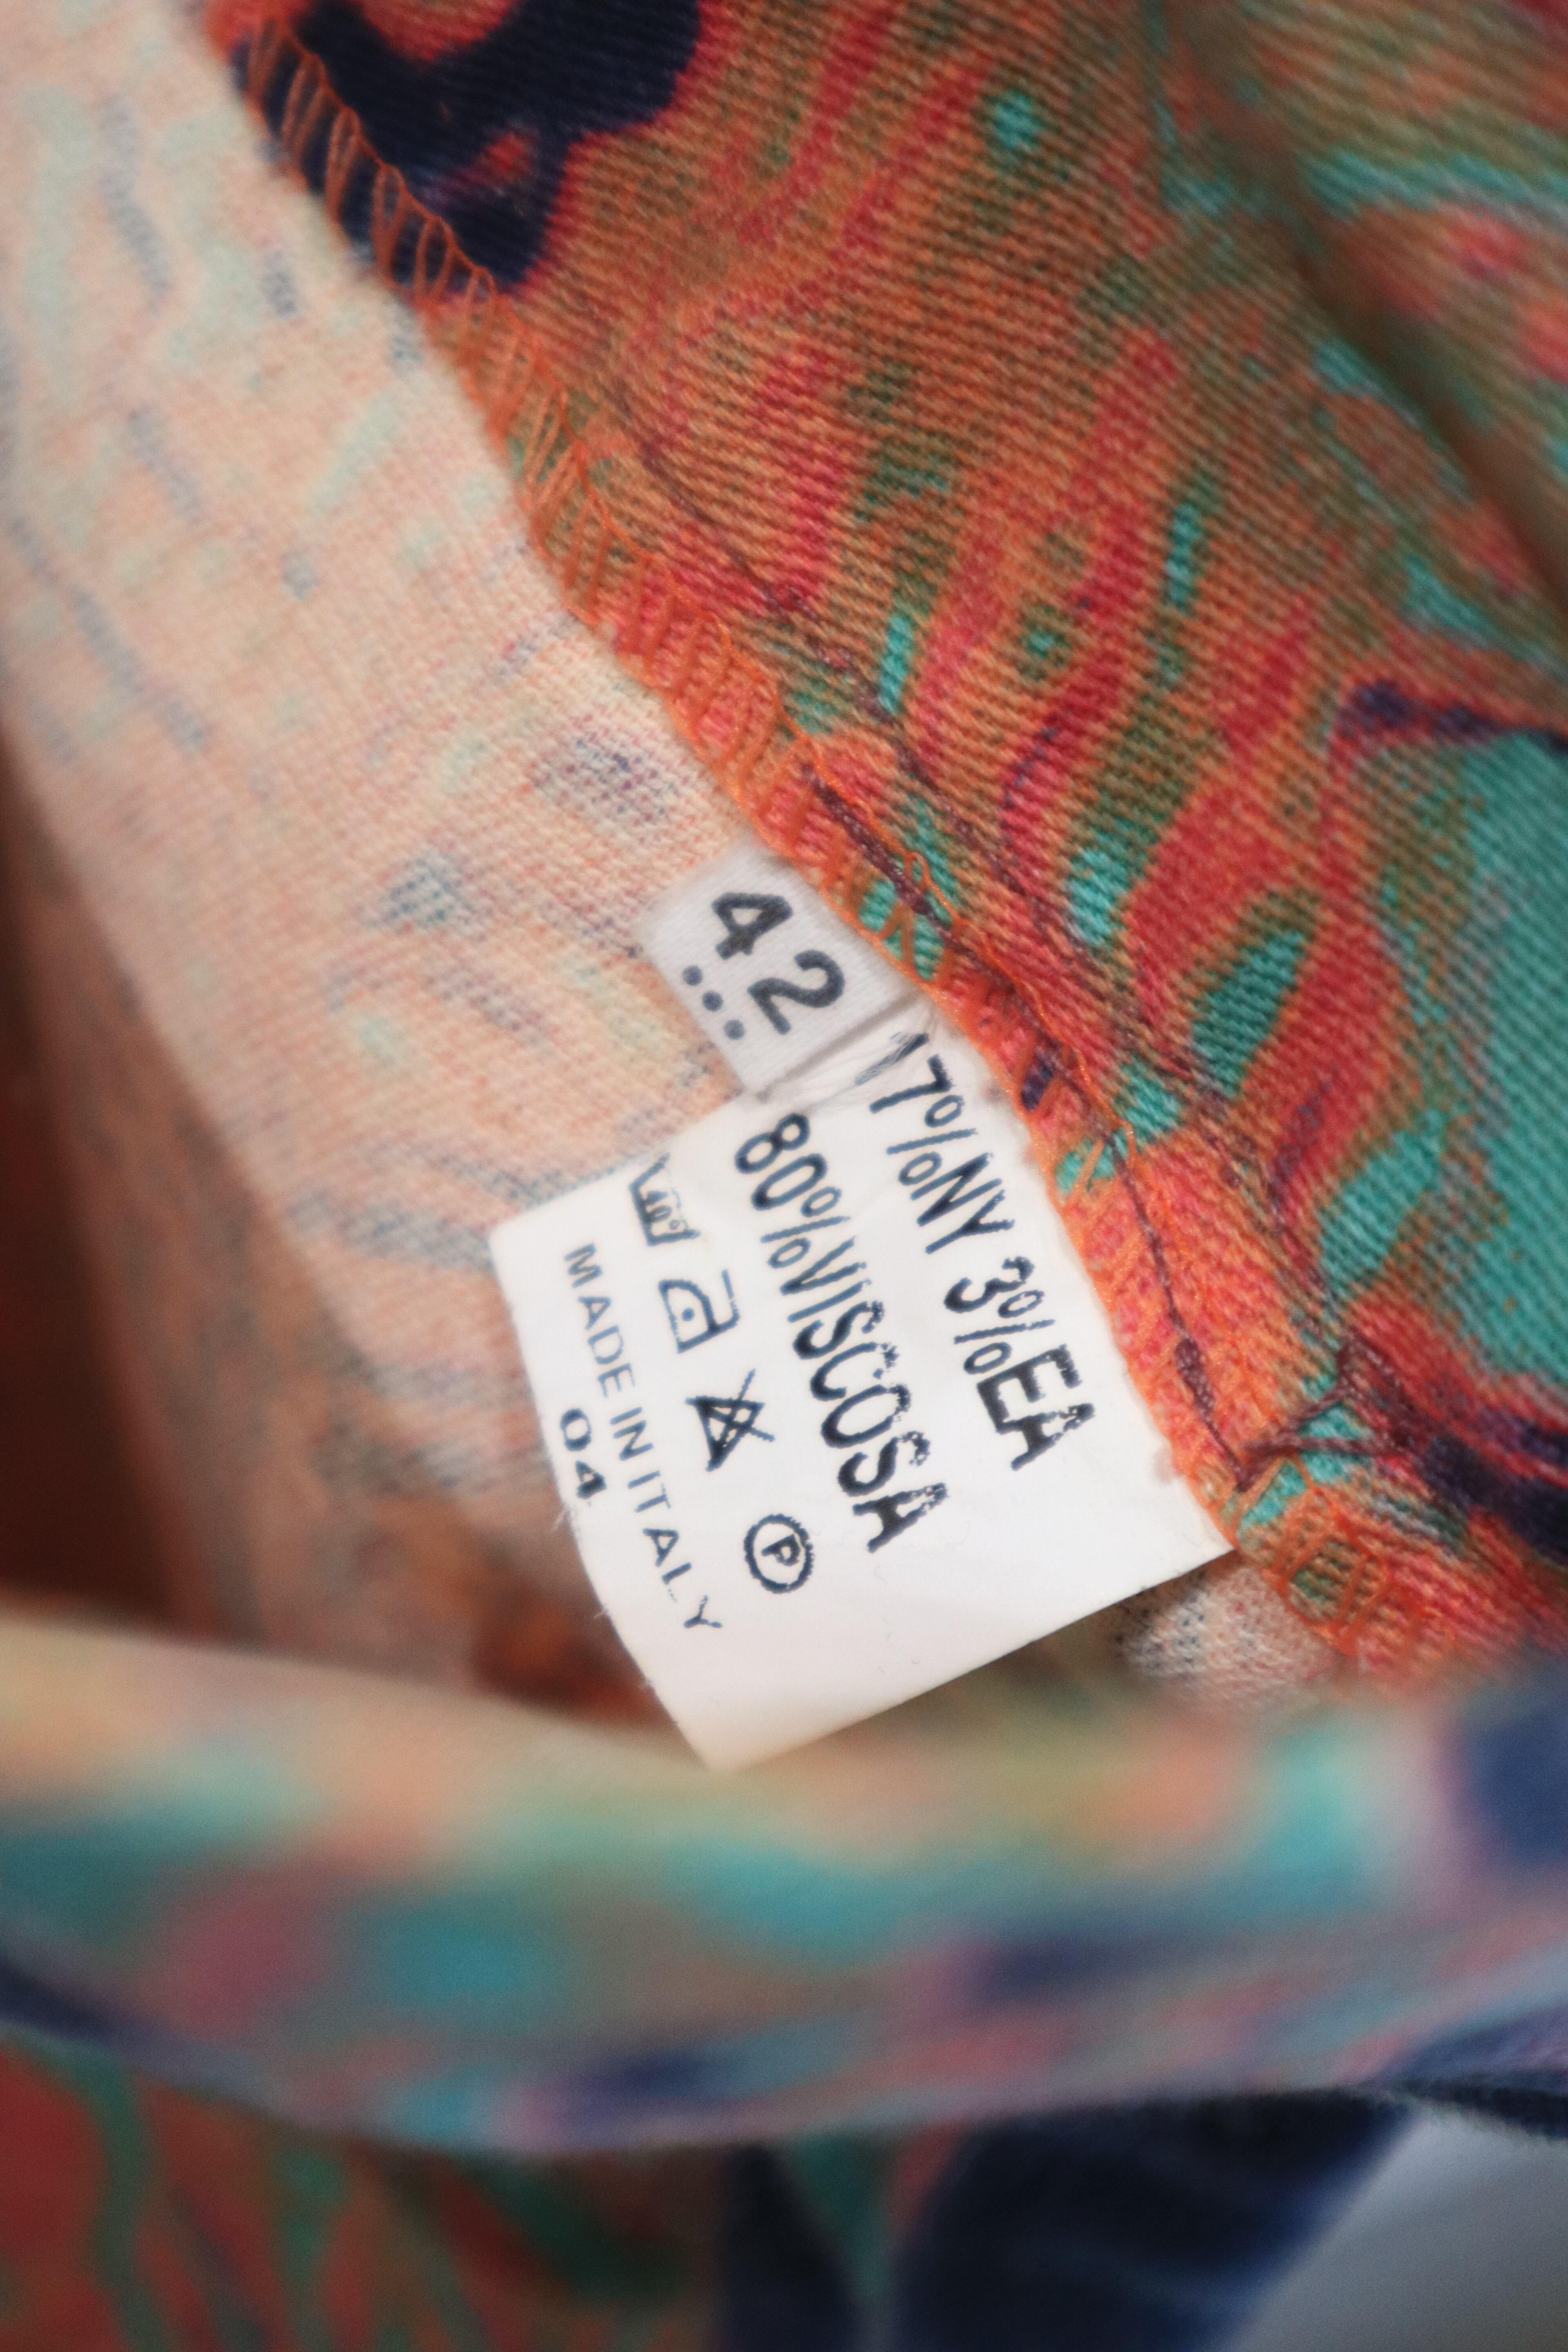 42
17%NY 3%EA
80%VISCOSA
P
MADE IN ITALY
04